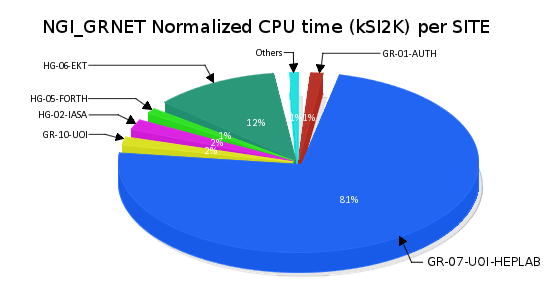 NGI_GRNET Normalized CPU time (kSI2K) per SITE
Others
GR-01-AUTH
HG-06-EKT
HG-05-FORTH
HG-02-IASA
GR-10-UOI
12%
1%
1%
1%
2%
2%
81%
GR-07-UOI-HEPLAB